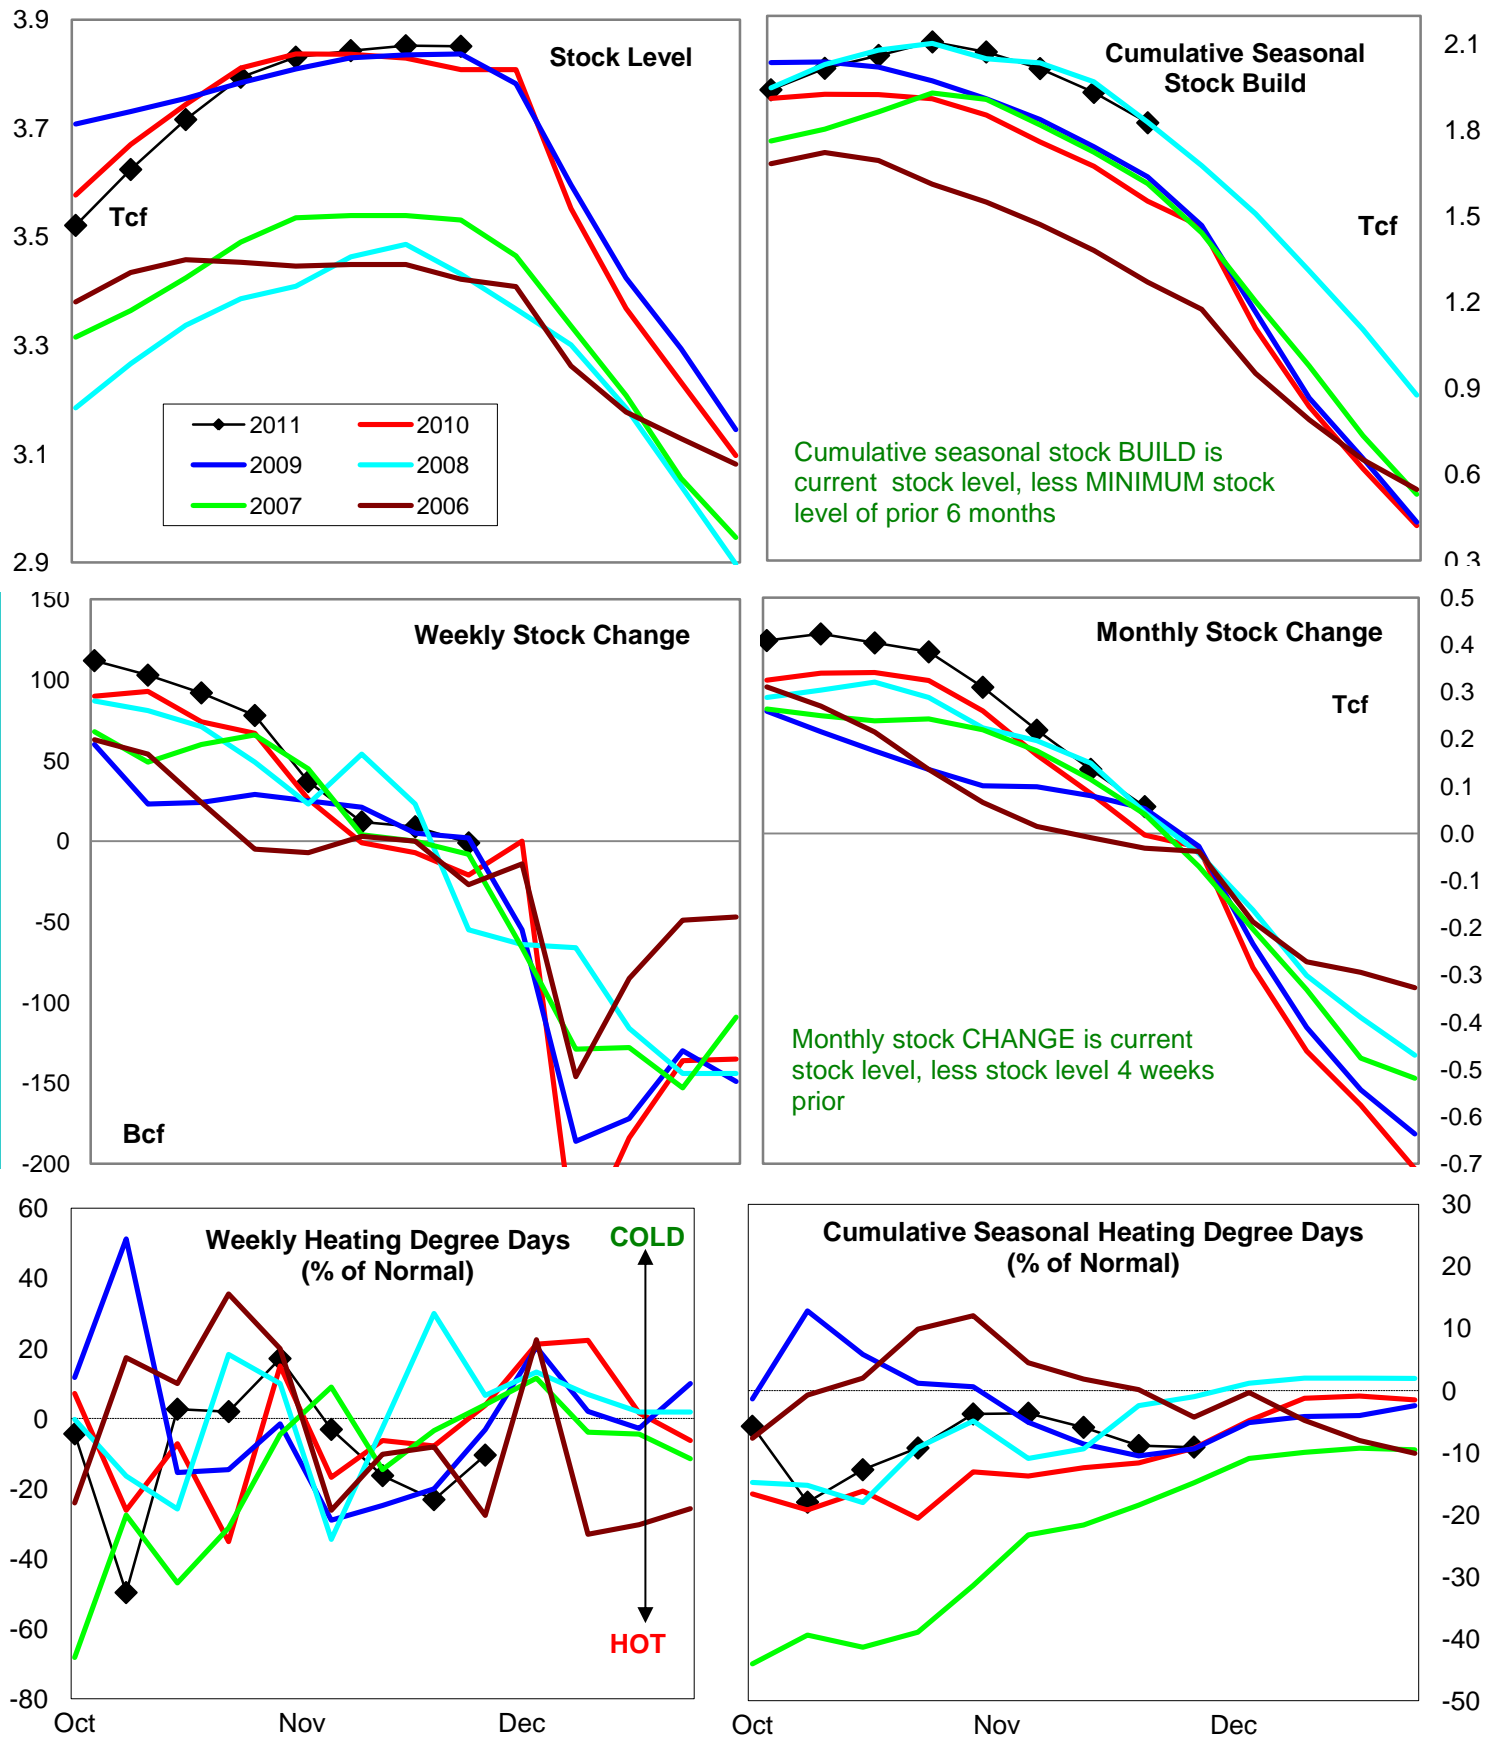 3.9
3.7
3.5
3.3
3.1
2.9
Stock Level
Tcf
2011
2010
2009
2008
2007
2006
Cumulative Seasonal
Stock Build
Tcf
Cumulative seasonal stock BUILD is
current stock level, less MINIMUM stock
level of prior 6 months
2.1
1.8
1.5
1.2
0.9
0.6
0.3
150
100
50
0
-50
-100
-150
-200
Weekly Stock Change
Bcf
Monthly Stock Change
Tcf
Monthly stock CHANGE is current
stock level, less stock level 4 weeks
prior
0.5
0.4
0.3
0.2
0.1
0.0
-0.1
-0.2
-0.3
-0.4
-0.5
-0.6
-0.7
60
40
20
0
-20
-40
-60
-80
Weekly Heating Degree Days
(% of Normal)
COLD
HOT
Oct
Nov
Dec
Cumulative Seasonal Heating Degree Days
(% of Normal)
30
20
10
0
-10
-20
-30
-40
-50
Oct
Nov
Dec